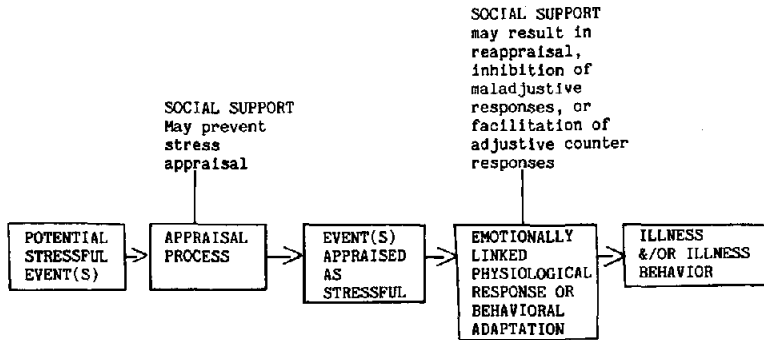 SOCIAL SUPPORT
may result in
reappraisal,
inhibition of
maladjustive
responses, or
facilitation of
adjustive counter
responses
SOCIAL SUPPORT
May prevent
stress
appraisal
POTENTIAL
STRESSFUL
EVENT(S)
APPRAISAL
PROCESS
EVENT(S)
APPRAISED
AS
STRESSFUL
EMOTIONALLY
LINKED
PHYSIOLOGICAL
RESPONSE OR
BEHAVIORAL
ADAPTATION
ILLNESS
&/OR ILLNESS
BEHAVIOR